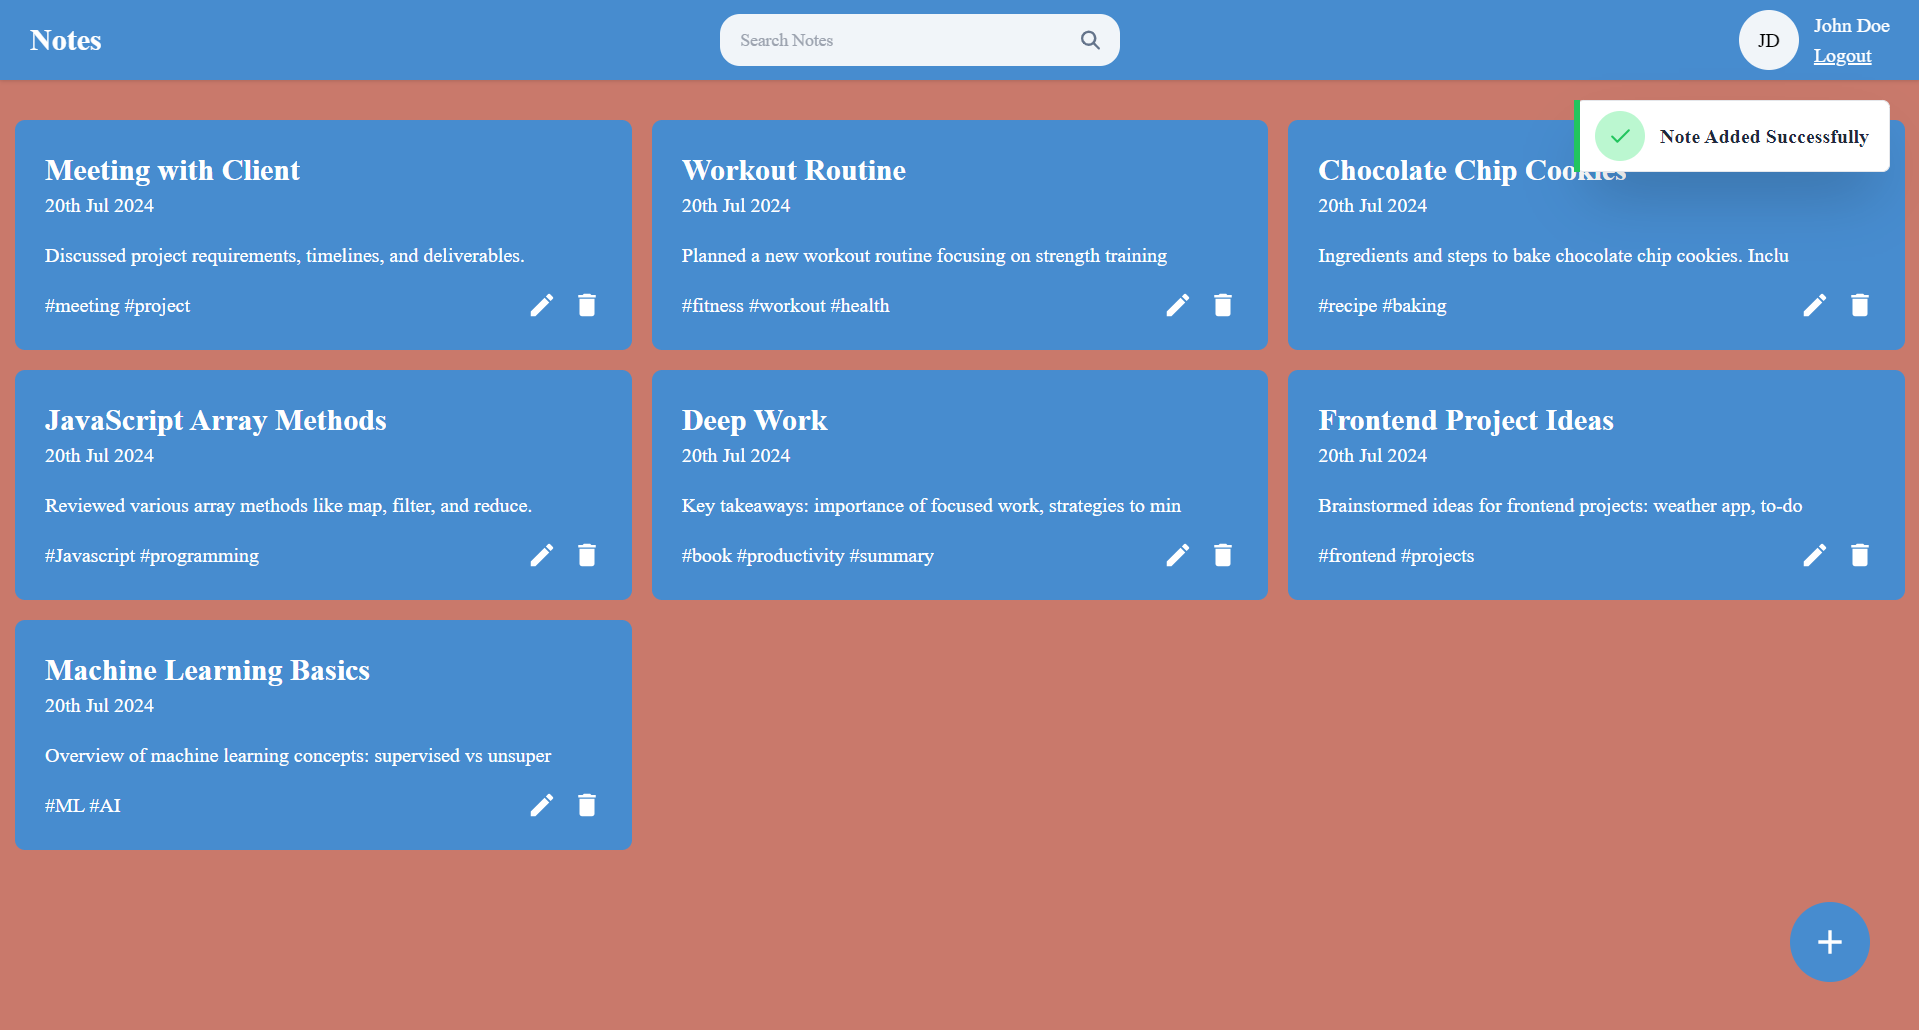 Notes
Search Notes
JD
John Doe
Logout
Note Added Successfully
Meeting with Client
20th Jul 2024
Discussed project requirements, timelines, and deliverables.
#meeting #project
Workout Routine
20th Jul 2024
Planned a new workout routine focusing on strength training
#fitness #workout #health
Chocolate Chip Cookies
20th Jul 2024
Ingredients and steps to bake chocolate chip cookies. Inclu
#recipe #baking
JavaScript Array Methods
20th Jul 2024
Reviewed various array methods like map, filter, and reduce.
#Javascript #programming
Deep Work
20th Jul 2024
Key takeaways: importance of focused work, strategies to min
#book #productivity #summary
Frontend Project Ideas
20th Jul 2024
Brainstormed ideas for frontend projects: weather app, to-do
#frontend #projects
Machine Learning Basics
20th Jul 2024
Overview of machine learning concepts: supervised vs unsuper
#ML #AI